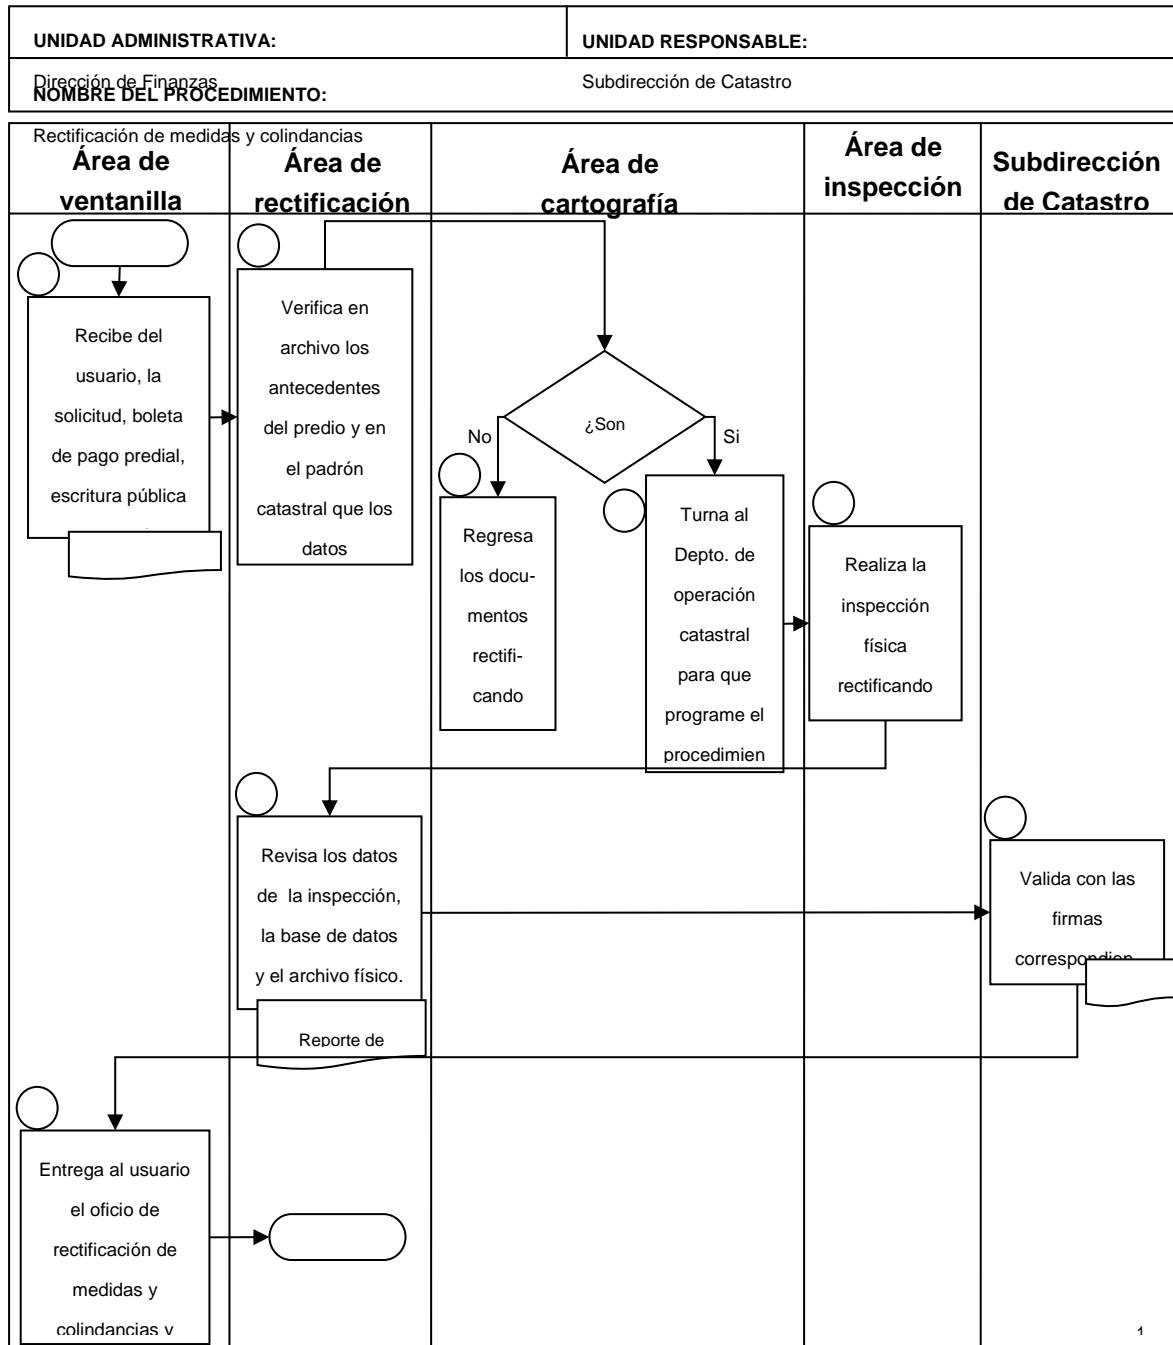 UNIDAD ADMINISTRATIVA:
UNIDAD RESPONSABLE:
Dirección de Finanzas
Subdirección de Catastro
NOMBRE DEL PROCEDIMIENTO:
Rectificación de medidas y colindancias
Área de
ventanilla
Área de
rectificación
Área de
cartografía
Área de
inspección
Subdirección
de Catastro
Recibe del
usuario, la
solicitud, boleta
de pago predial,
escritura pública
Verifica en
archivo los
antecedentes
del predio y en
el padrón
catastral que los
datos
¿Son
No
Si
Regresa
los docu-
mentos
rectifi-
cando
Turna al
Depto. de
operación
catastral
para que
programe el
procedimien
Realiza la
inspección
física
rectificando
Revisa los datos
de la inspección,
la base de datos
y el archivo físico.
Reporte de
Valida con las
firmas
correspondien
Entrega al usuario
el oficio de
rectificación de
medidas y
colindancias y
1